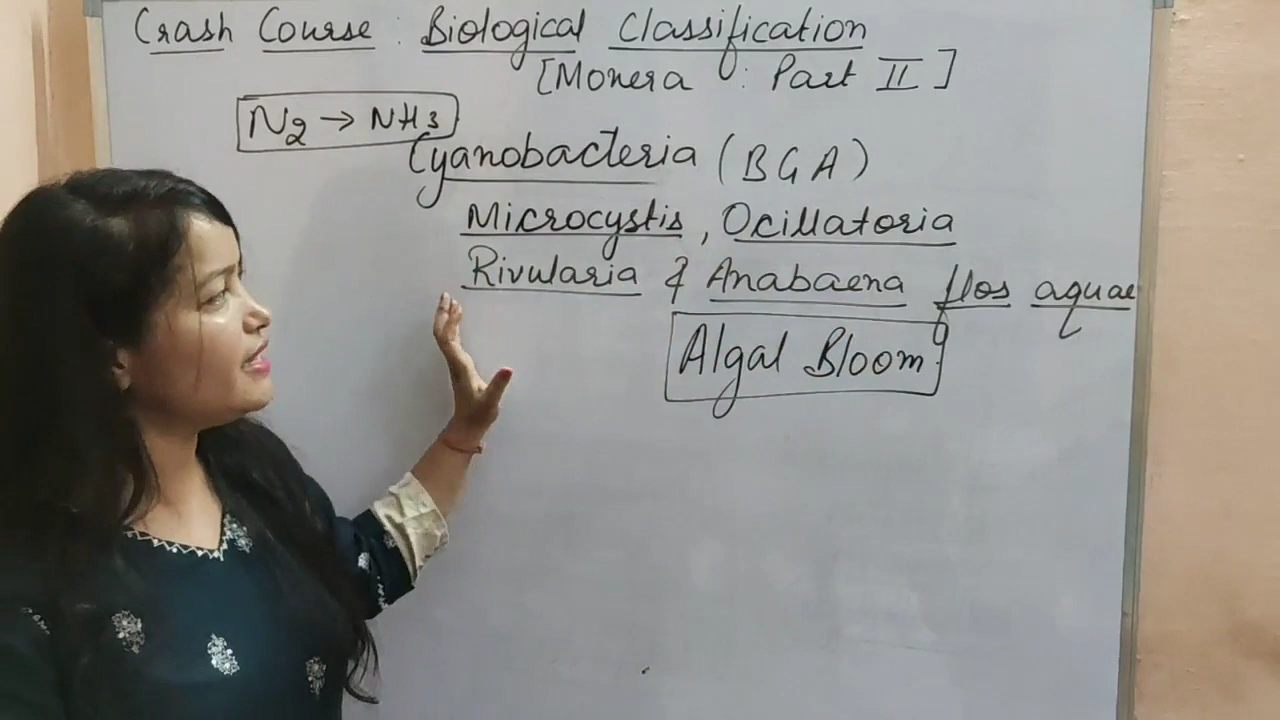 Crash Course : Biological Classification
[Monera : Part II]
N2 → NH3
Cyanobacteria (BGA)
Microcystis, Ocillatoria
Rivularia & Anabaena flos aquae
Algal Bloom